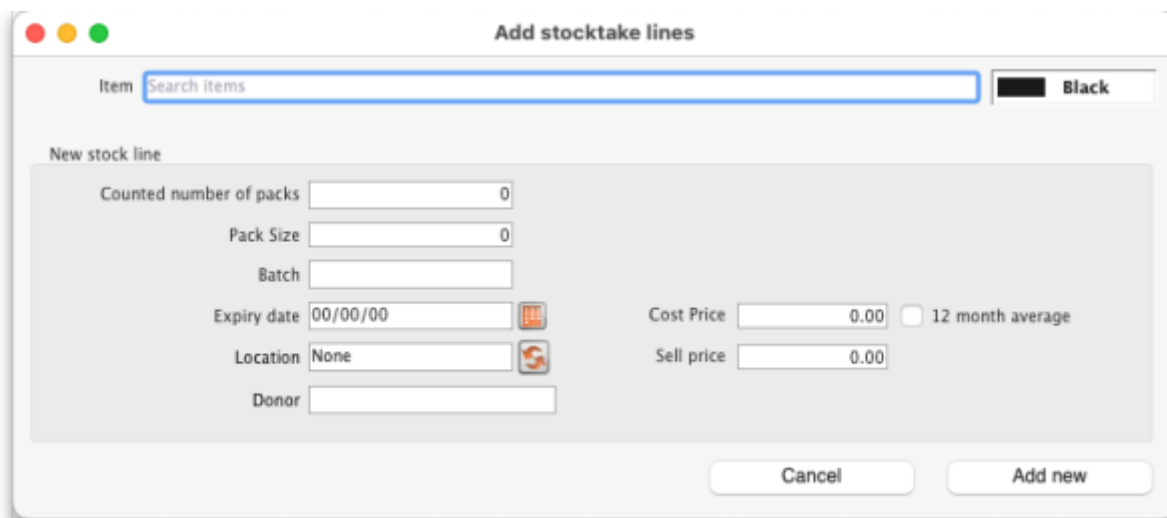 Add stocktake lines
Item Search items Black
New stock line
Counted number of packs 0
Pack Size 0
Batch
Expiry date 00/00/00 Cost Price 0.00 12 month average
Location None Sell price 0.00
Donor
Cancel Add new